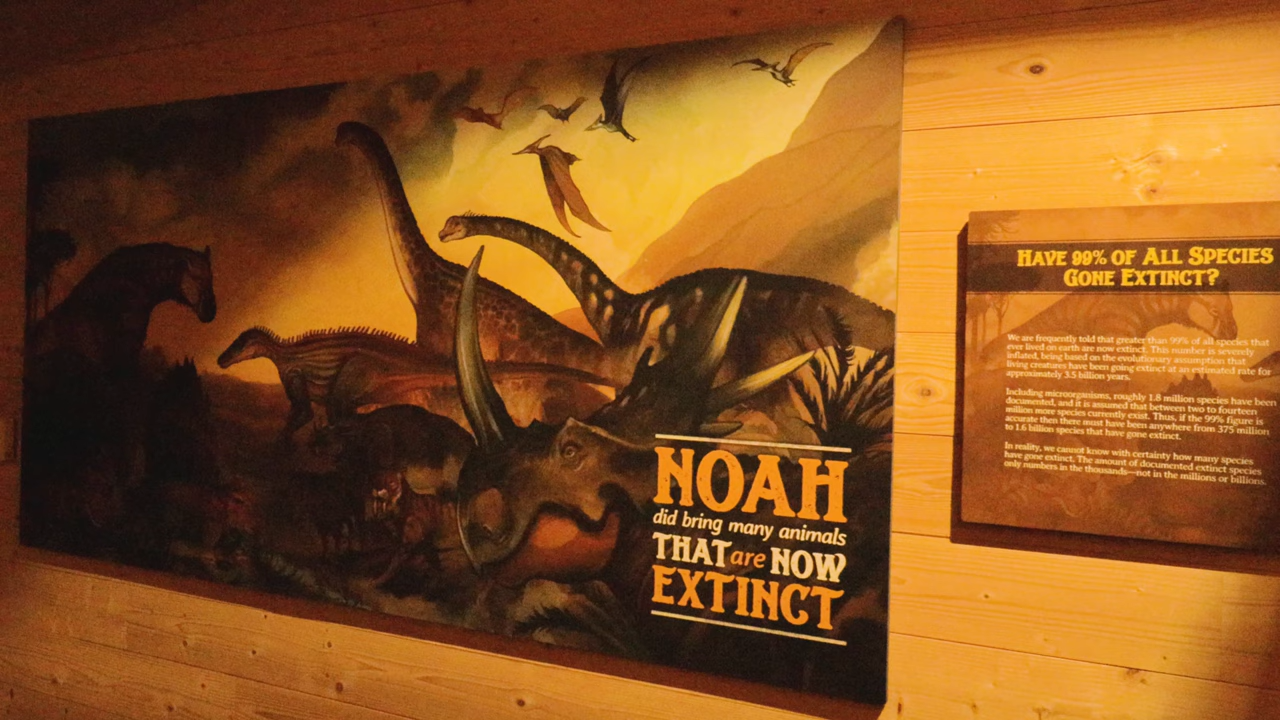 NOAH
did bring many animals
THAT are NOW
EXTINCT
HAVE 99% OF ALL SPECIES
GONE EXTINCT?
We are frequently told that greater than 99% of all species that
ever lived on earth are now extinct. This number is severely
inflated, being based on the evolutionary assumption that
living creatures have been going extinct at an estimated rate for
approximately 3.5 billion years.
Including microorganisms, roughly 1.8 million species have been
documented, and it is assumed that between two to fourteen
million more species currently exist. Thus, if the 99% figure is
accurate then there must have been anywhere from 375 million
to 1.6 billion species that have gone extinct.
In reality, we cannot know with certainty how many species
have gone extinct. The amount of documented extinct species
only numbers in the thousands—not in the millions or billions.